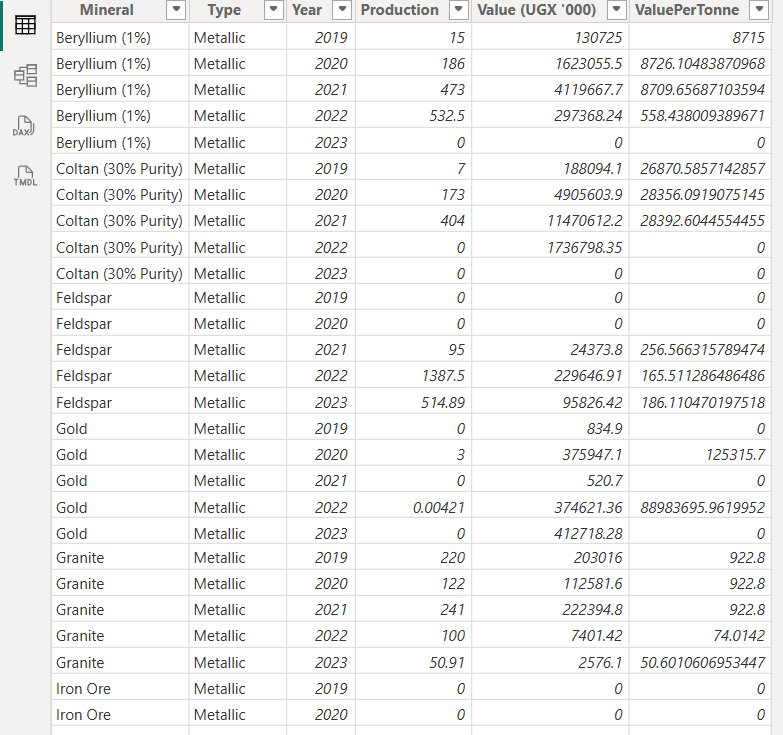 Mineral Type Year Production Value (UGX '000) ValuePerTonne
Beryllium (1%) Metallic 2019 15 130725 8715
Beryllium (1%) Metallic 2020 186 1623055.5 8726.10483870968
Beryllium (1%) Metallic 2021 473 4119667.7 8709.65687103594
Beryllium (1%) Metallic 2022 532.5 297368.24 558.438009389671
Beryllium (1%) Metallic 2023 0 0 0
Coltan (30% Purity) Metallic 2019 7 188094.1 26870.5857142857
Coltan (30% Purity) Metallic 2020 173 4905603.9 28356.0919075145
Coltan (30% Purity) Metallic 2021 404 11470612.2 28392.6044554455
Coltan (30% Purity) Metallic 2022 0 1736798.35 0
Coltan (30% Purity) Metallic 2023 0 0 0
Feldspar Metallic 2019 0 0 0
Feldspar Metallic 2020 0 0 0
Feldspar Metallic 2021 95 24373.8 256.566315789474
Feldspar Metallic 2022 1387.5 229646.91 165.511286486486
Feldspar Metallic 2023 514.89 95826.42 186.110470197518
Gold Metallic 2019 0 834.9 0
Gold Metallic 2020 3 375947.1 125315.7
Gold Metallic 2021 0 520.7 0
Gold Metallic 2022 0.00421 374621.36 88983695.9619952
Gold Metallic 2023 0 412718.28 0
Granite Metallic 2019 220 203016 922.8
Granite Metallic 2020 122 112581.6 922.8
Granite Metallic 2021 241 222394.8 922.8
Granite Metallic 2022 100 7401.42 74.0142
Granite Metallic 2023 50.91 2576.1 50.6010606953447
Iron Ore Metallic 2019 0 0 0
Iron Ore Metallic 2020 0 0 0
DAX
TMDL